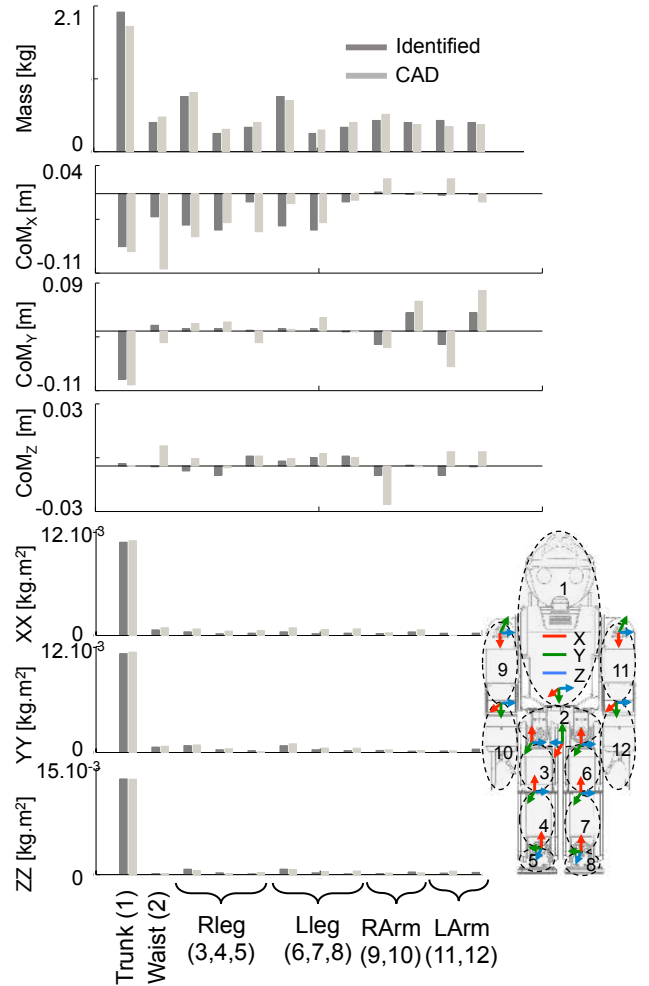 2.1
Mass [kg]
0
Identified
CAD
0.04
CoM_X [m]
-0.11
0.09
CoM_Y [m]
-0.11
0.03
CoM_Z [m]
-0.03
12.10⁻³
XX [kg.m²]
0
12.10⁻³
YY [kg.m²]
0
15.10⁻³
ZZ [kg.m²]
0
Trunk (1)
Waist (2)
Rleg
(3,4,5)
Lleg
(6,7,8)
RArm
(9,10)
LArm
(11,12)
1
X
Y
Z
9
11
2
10
12
3
6
4
7
5
8